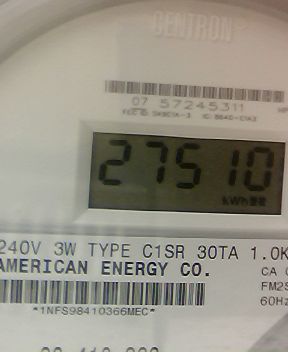 CENTRON
07 57245311
27510
kWh
240V 3W TYPE C1SR 30TA 1.0K
AMERICAN ENERGY CO.
CA
FM2S
60Hz
*1NFS98410366MEC*